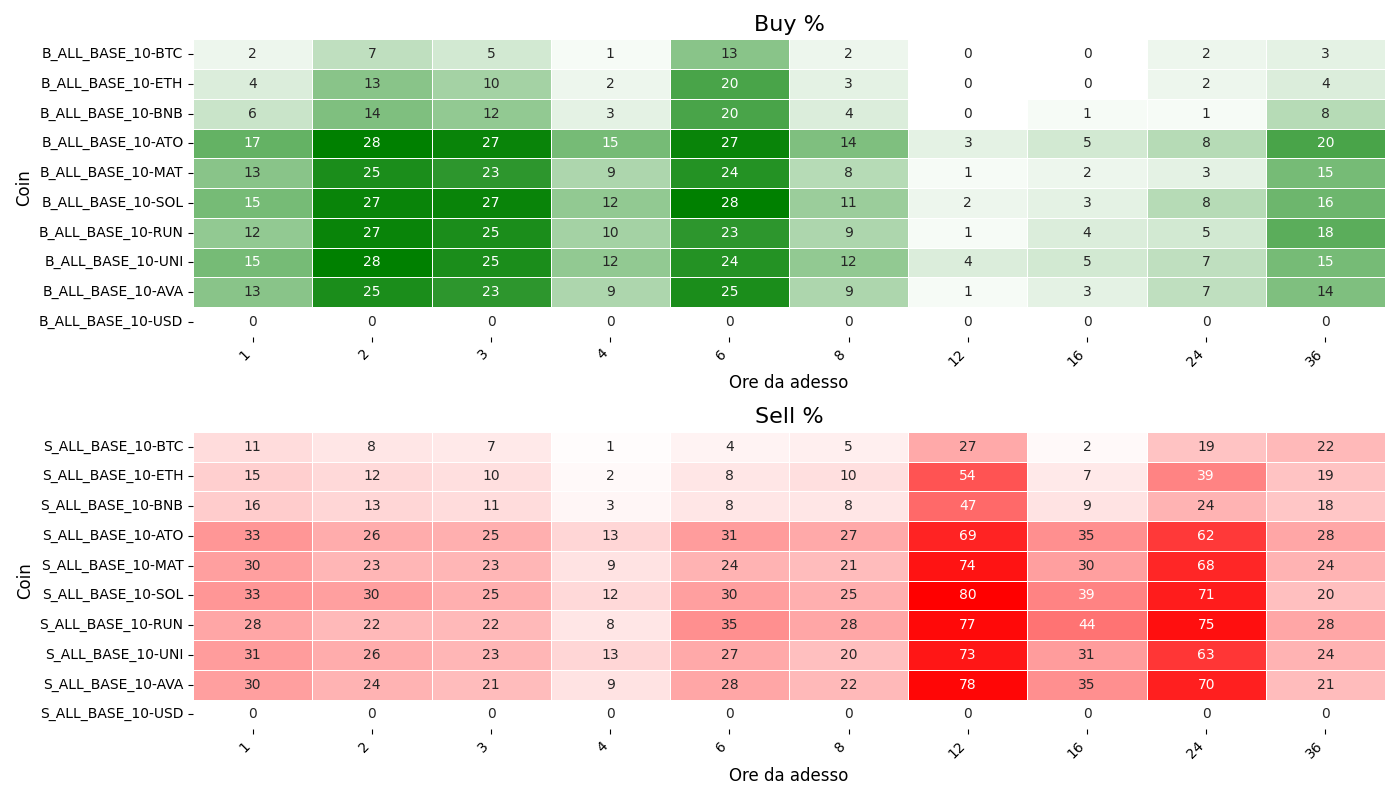 Buy %
B_ALL_BASE_10-BTC 2 7 5 1 13 2 0 0 2 3
B_ALL_BASE_10-ETH 4 13 10 2 20 3 0 0 2 4
B_ALL_BASE_10-BNB 6 14 12 3 20 4 0 1 1 8
B_ALL_BASE_10-ATO 17 28 27 15 27 14 3 5 8 20
B_ALL_BASE_10-MAT 13 25 23 9 24 8 1 2 3 15
B_ALL_BASE_10-SOL 15 27 27 12 28 11 2 3 8 16
B_ALL_BASE_10-RUN 12 27 25 10 23 9 1 4 5 18
B_ALL_BASE_10-UNI 15 28 25 12 24 12 4 5 7 15
B_ALL_BASE_10-AVA 13 25 23 9 25 9 1 3 7 14
B_ALL_BASE_10-USD 0 0 0 0 0 0 0 0 0 0
Coin
1 2 3 4 6 8 12 16 24 36
Ore da adesso
Sell %
S_ALL_BASE_10-BTC 11 8 7 1 4 5 27 2 19 22
S_ALL_BASE_10-ETH 15 12 10 2 8 10 54 7 39 19
S_ALL_BASE_10-BNB 16 13 11 3 8 8 47 9 24 18
S_ALL_BASE_10-ATO 33 26 25 13 31 27 69 35 62 28
S_ALL_BASE_10-MAT 30 23 23 9 24 21 74 30 68 24
S_ALL_BASE_10-SOL 33 30 25 12 30 25 80 39 71 20
S_ALL_BASE_10-RUN 28 22 22 8 35 28 77 44 75 28
S_ALL_BASE_10-UNI 31 26 23 13 27 20 73 31 63 24
S_ALL_BASE_10-AVA 30 24 21 9 28 22 78 35 70 21
S_ALL_BASE_10-USD 0 0 0 0 0 0 0 0 0 0
Coin
1 2 3 4 6 8 12 16 24 36
Ore da adesso